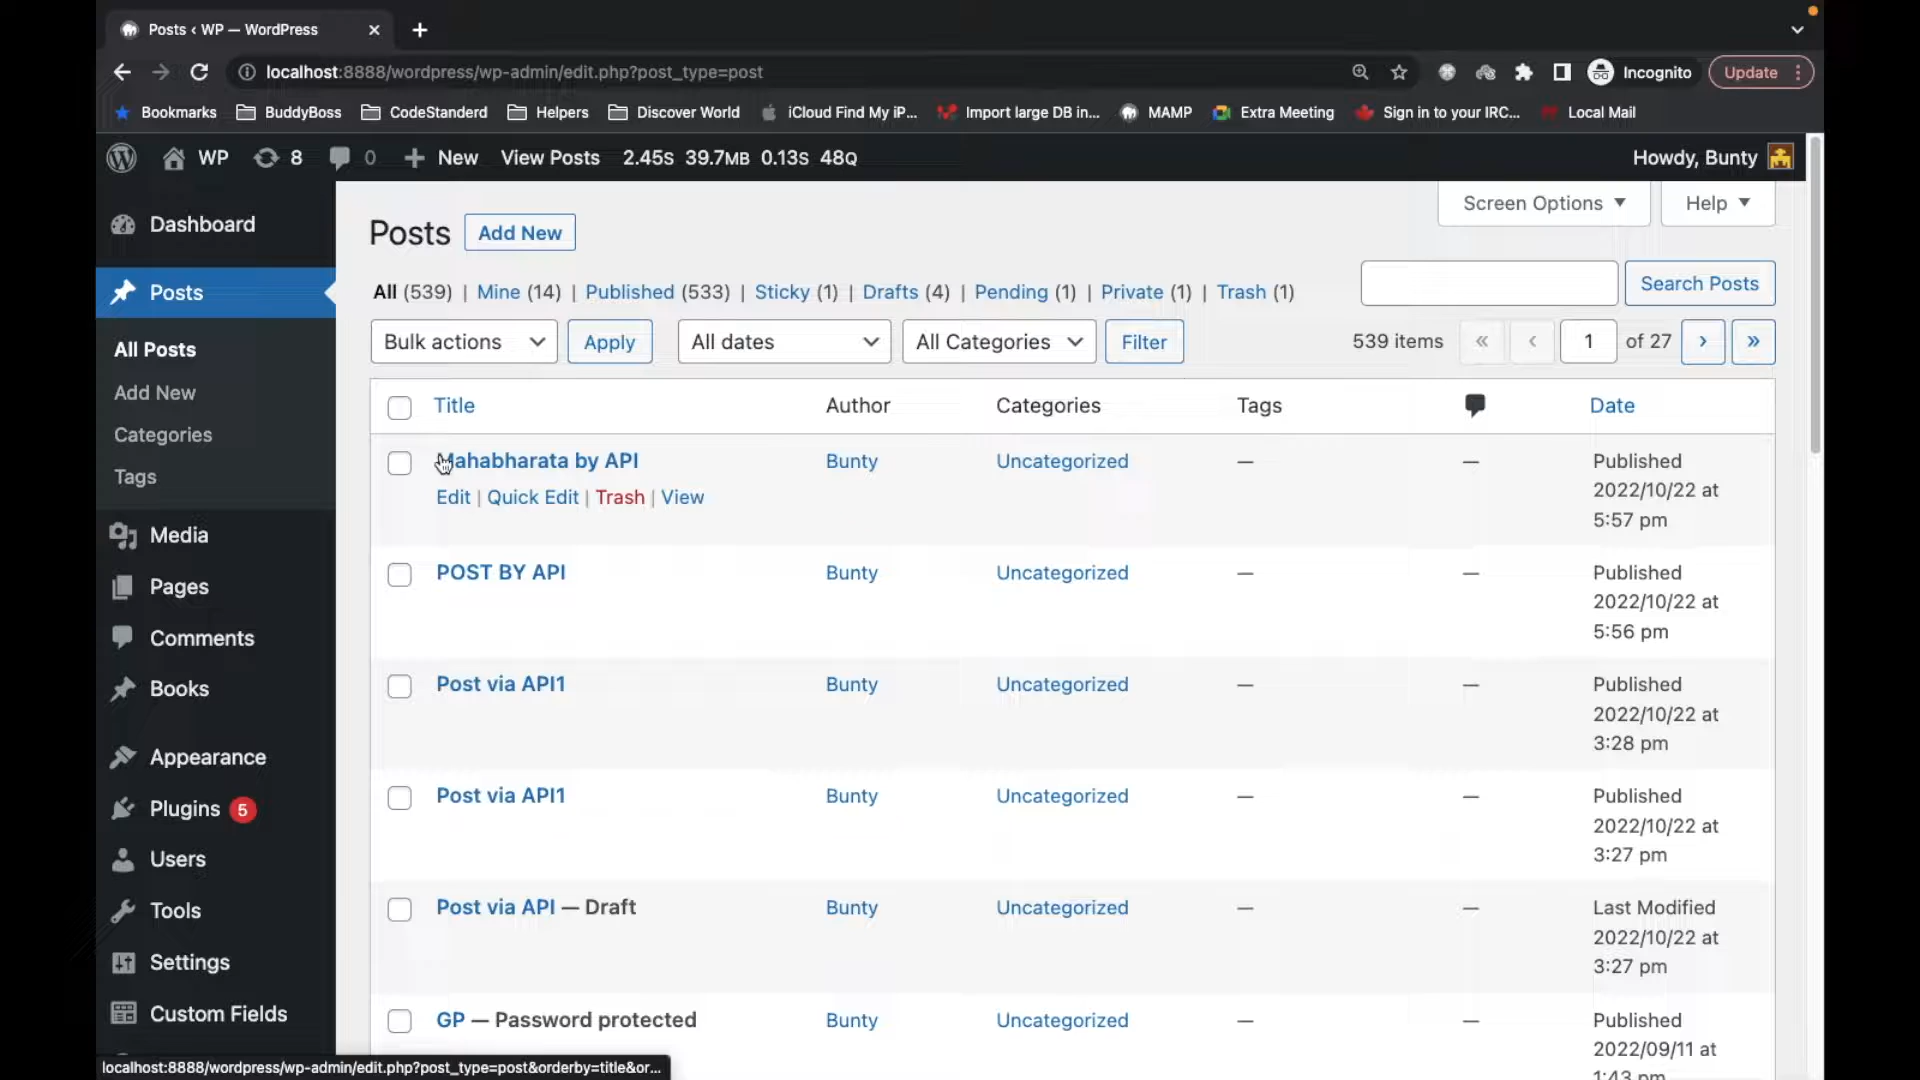 Posts ‹ WP — WordPress
localhost:8888/wordpress/wp-admin/edit.php?post_type=post
Incognito
Update
Bookmarks BuddyBoss CodeStanderd Helpers Discover World iCloud Find My iP... Import large DB in... MAMP Extra Meeting Sign in to your IRC... Local Mail
WP 8 0 New View Posts 2.45S 39.7MB 0.13S 48Q Howdy, Bunty
Dashboard
Posts
All Posts
Add New
Categories
Tags
Media
Pages
Comments
Books
Appearance
Plugins 5
Users
Tools
Settings
Custom Fields
Screen Options Help
Posts Add New
All (539) | Mine (14) | Published (533) | Sticky (1) | Drafts (4) | Pending (1) | Private (1) | Trash (1)
Search Posts
Bulk actions Apply All dates All Categories Filter 539 items « ‹ 1 of 27 › »
Title Author Categories Tags Date
Mahabharata by API Bunty Uncategorized — — Published
2022/10/22 at
5:57 pm
Edit | Quick Edit | Trash | View
POST BY API Bunty Uncategorized — — Published
2022/10/22 at
5:56 pm
Post via API1 Bunty Uncategorized — — Published
2022/10/22 at
3:28 pm
Post via API1 Bunty Uncategorized — — Published
2022/10/22 at
3:27 pm
Post via API — Draft Bunty Uncategorized — — Last Modified
2022/10/22 at
3:27 pm
GP — Password protected Bunty Uncategorized — — Published
2022/09/11 at
1:43 pm
localhost:8888/wordpress/wp-admin/edit.php?post_type=post&orderby=title&or...